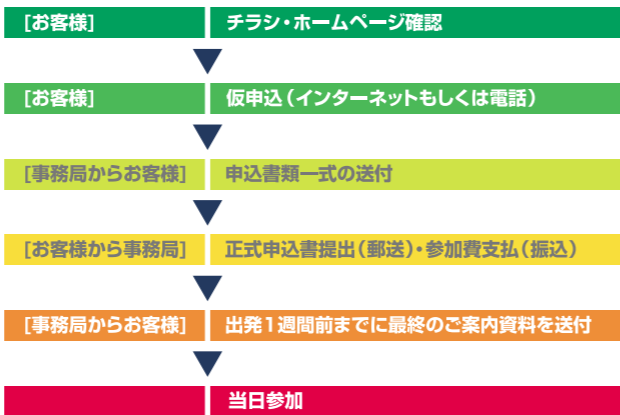 [お客様] チラシ・ホームページ確認
[お客様] 仮申込（インターネットもしくは電話）
[事務局からお客様] 申込書類一式の送付
[お客様から事務局] 正式申込書提出（郵送）・参加費支払（振込）
[事務局からお客様] 出発1週間前までに最終のご案内資料を送付
当日参加